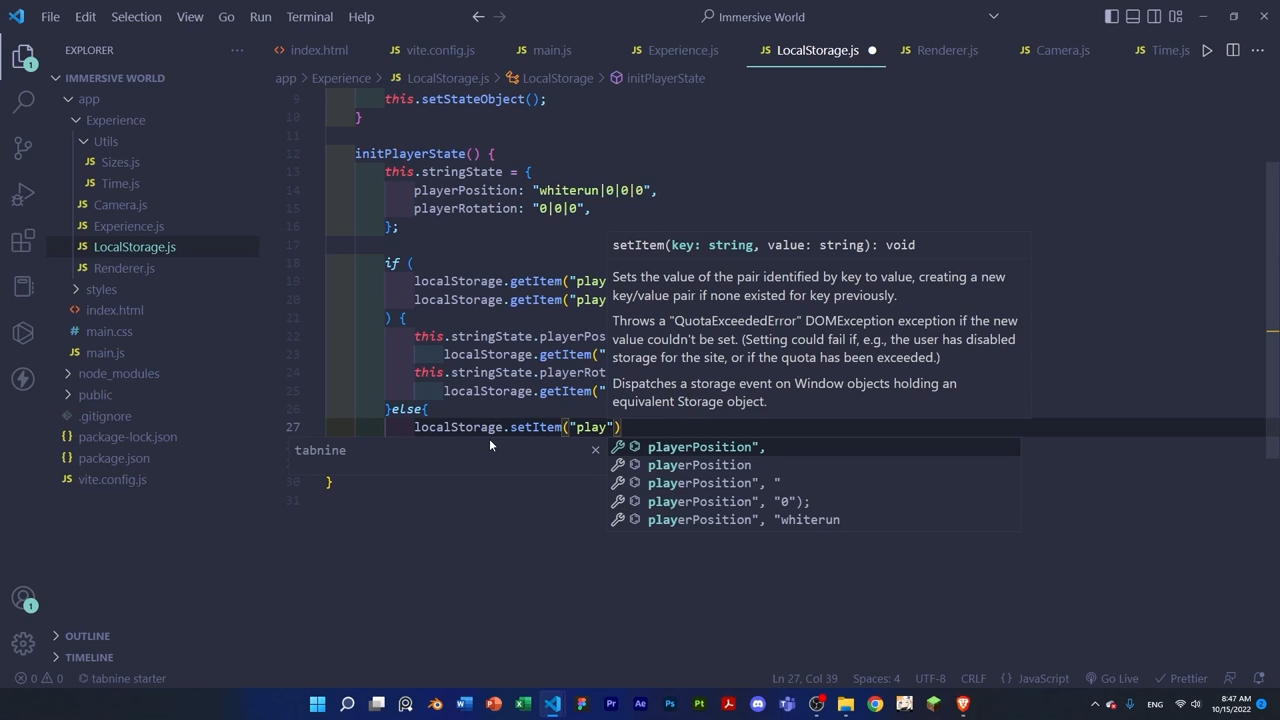 File Edit Selection View Go Run Terminal Help
Immersive World
EXPLORER
index.html vite.config.js main.js Experience.js LocalStorage.js Renderer.js Camera.js Time.js
IMMERSIVE WORLD
app > Experience > LocalStorage.js > LocalStorage > initPlayerState
app
Experience
Utils
Sizes.js
Time.js
Camera.js
Experience.js
LocalStorage.js
Renderer.js
styles
index.html
main.css
main.js
node_modules
public
.gitignore
package-lock.json
package.json
vite.config.js
OUTLINE
TIMELINE
9 this.setStateObject();
10 }
11
12 initPlayerState() {
13 this.stringState = {
14 playerPosition: "whiterun|0|0|0",
15 playerRotation: "0|0|0",
16 };
17
18 if (
19 localStorage.getItem("play
20 localStorage.getItem("play
21 ) {
22 this.stringState.playerPos
23 localStorage.getItem("
24 this.stringState.playerRot
25 localStorage.getItem("
26 }else{
27 localStorage.setItem("play")
30 }
31
setItem(key: string, value: string): void
Sets the value of the pair identified by key to value, creating a new
key/value pair if none existed for key previously.
Throws a "QuotaExceededError" DOMException exception if the new
value couldn't be set. (Setting could fail if, e.g., the user has disabled
storage for the site, or if the quota has been exceeded.)
Dispatches a storage event on Window objects holding an
equivalent Storage object.
tabnine
playerPosition",
playerPosition
playerPosition", "
playerPosition", "0");
playerPosition", "whiterun
1
1
0 0 tabnine starter Ln 27, Col 39 Spaces: 4 UTF-8 CRLF JavaScript Go Live Prettier
ENG 8:47 AM
10/15/2022